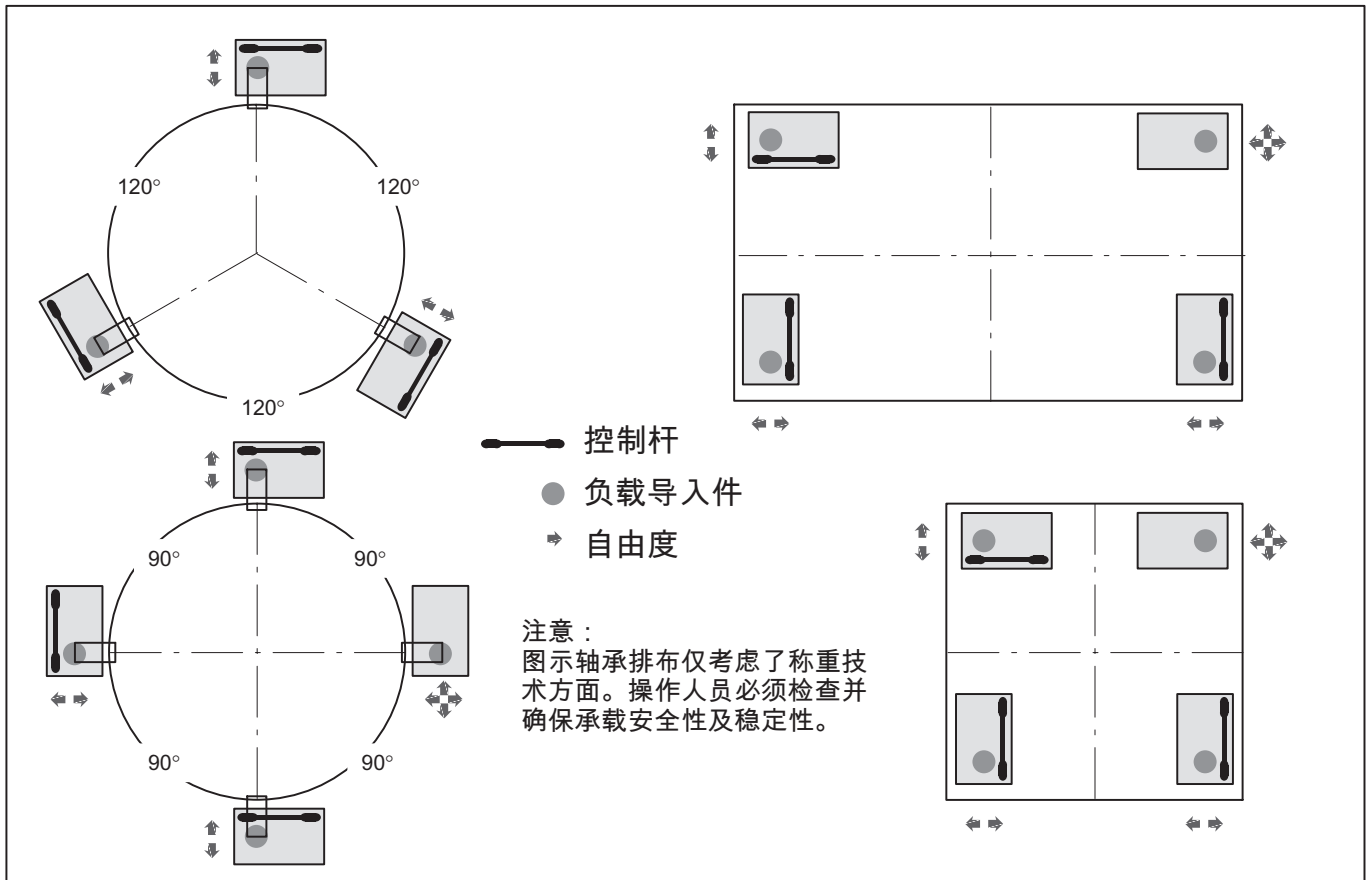 120°
120°
120°
控制杆
负载导入件
自由度
90°
90°
90°
90°
注意：
图示轴承排布仅考虑了称重技
术方面。操作人员必须检查并
确保承载安全性及稳定性。